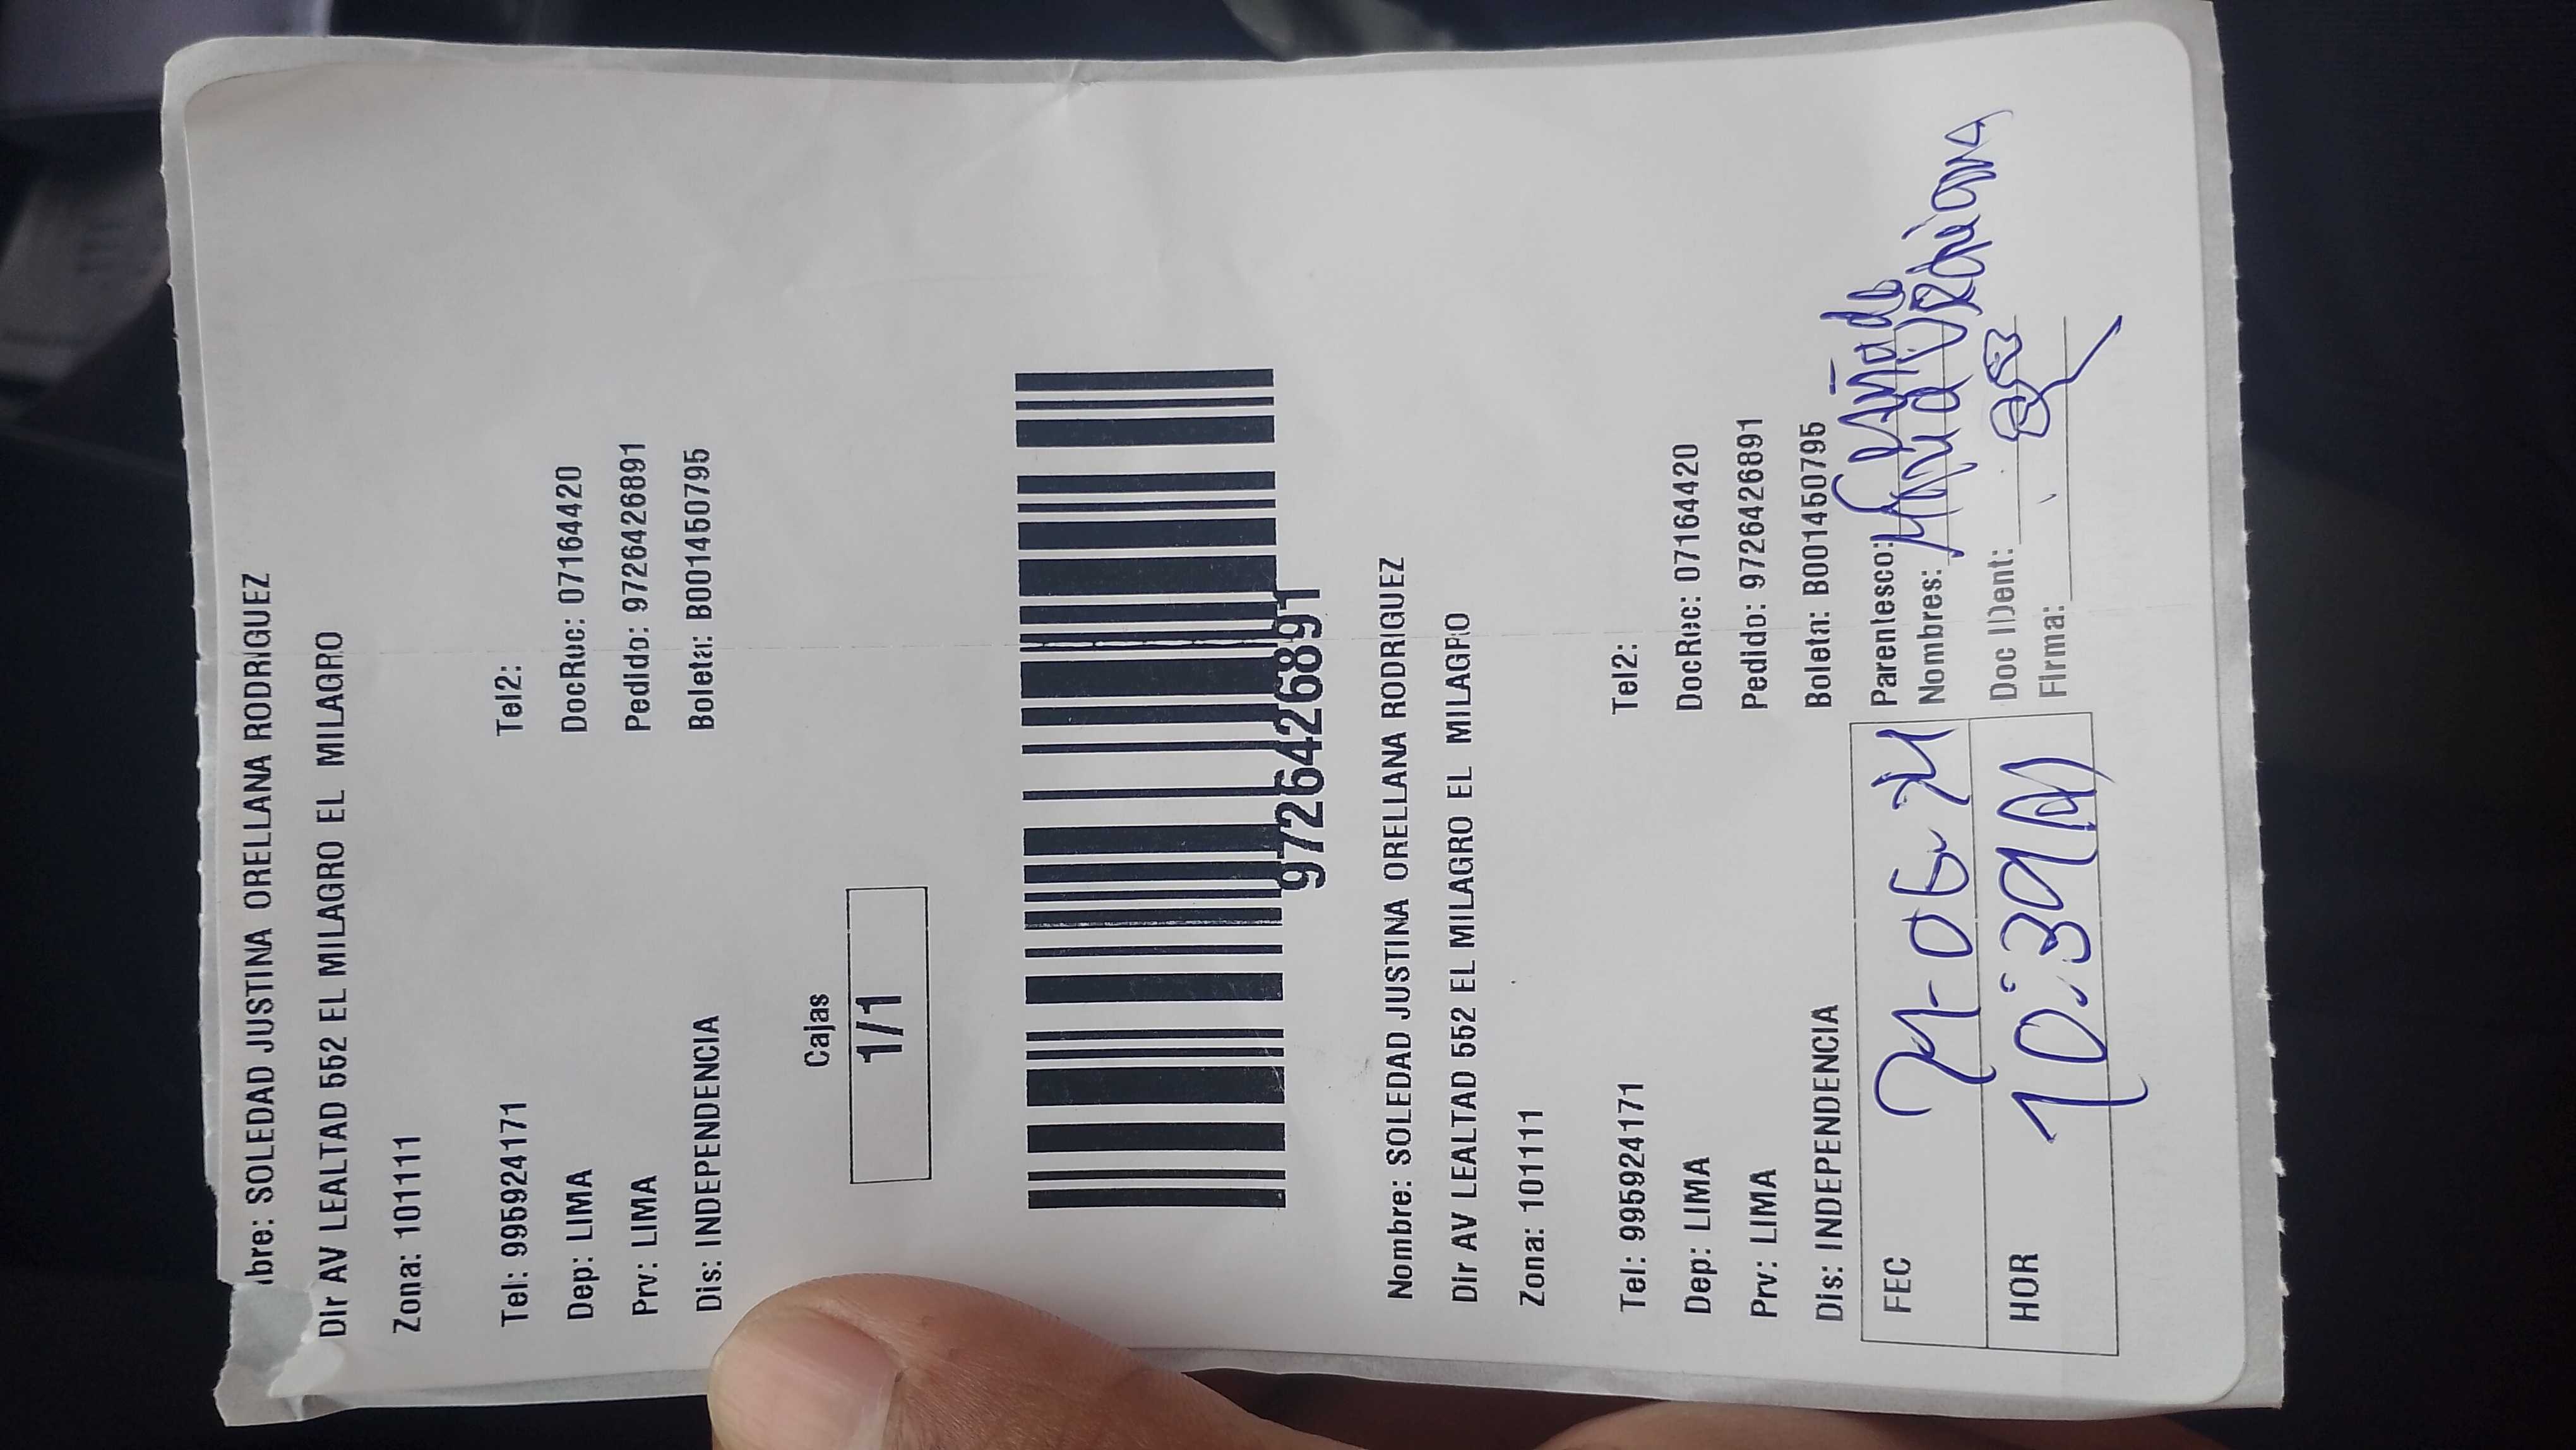 bre: SOLEDAD JUSTINA ORELLANA RODRIGUEZ
Dir AV LEALTAD 552 EL MILAGRO EL MILAGRO
Zona: 101111
Tel: 995924171 Tel2:
Dep: LIMA DocRuc: 07164420
Prv: LIMA Pedido: 9726426891
Dis: INDEPENDENCIA Boleta: B001450795
Cajas
1/1
9726426891
Nombre: SOLEDAD JUSTINA ORELLANA RODRIGUEZ
Dir AV LEALTAD 552 EL MILAGRO EL MILAGRO
Zona: 101111
Tel: 995924171 Tel2:
Dep: LIMA DocRuc: 07164420
Prv: LIMA Pedido: 9726426891
Dis: INDEPENDENCIA Boleta: B001450795
FEC
Parentesco:
Nombres:
HOR 10:39
Doc IDent:
Firma: